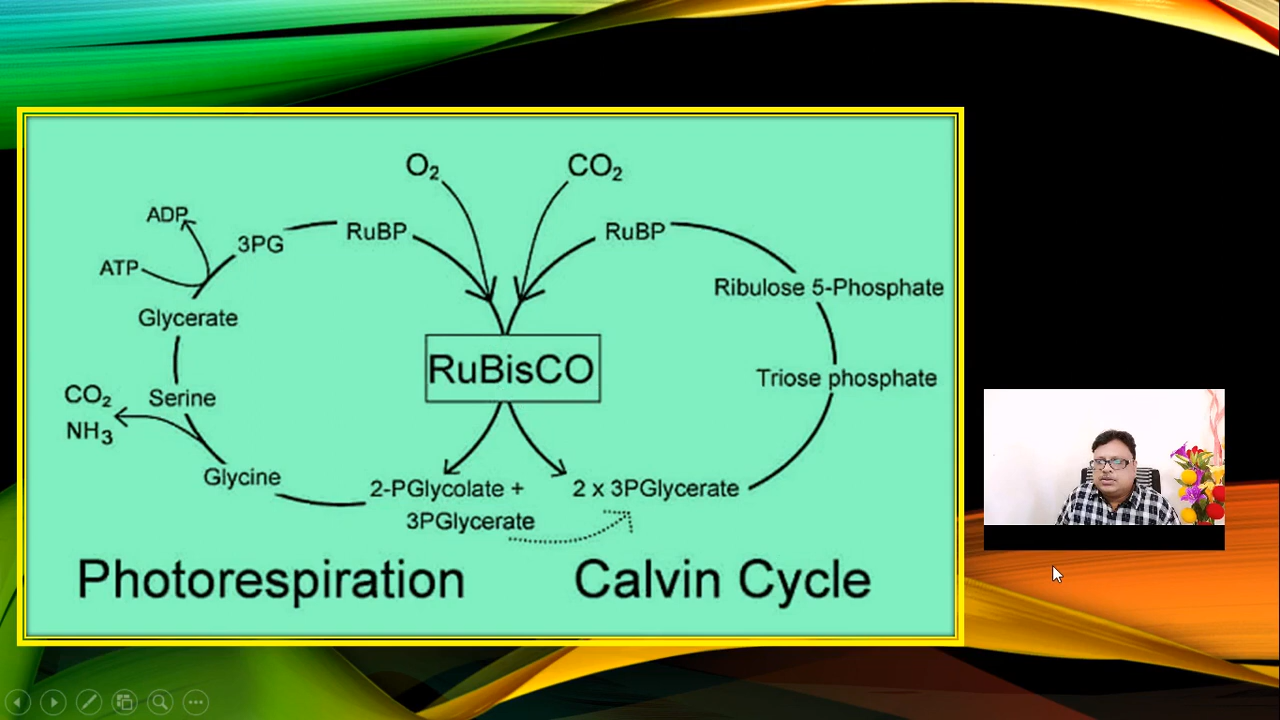 O₂
CO₂
ADP
RuBP
RuBP
3PG
ATP
Ribulose 5-Phosphate
Glycerate
RuBisCO
Triose phosphate
CO₂
Serine
NH₃
Glycine
2-PGlycolate +
2 x 3PGlycerate
3PGlycerate
Photorespiration
Calvin Cycle